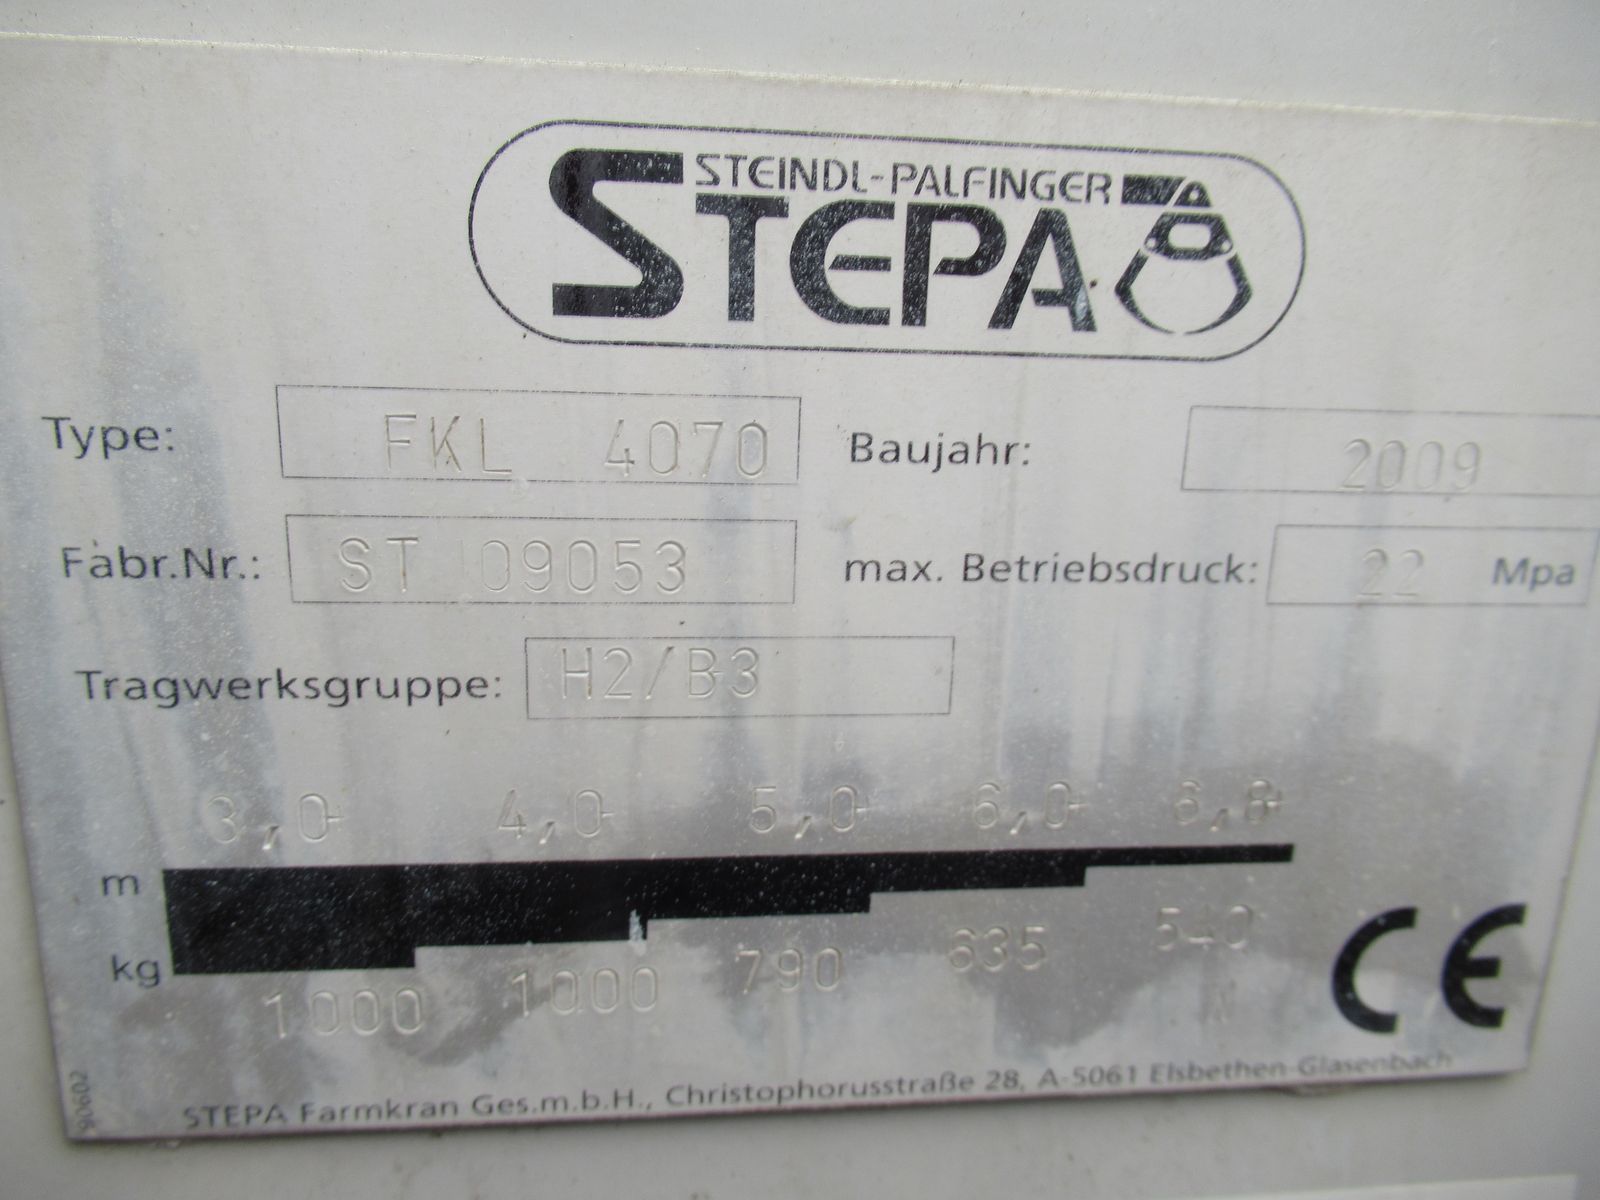 STEINDL-PALFINGER
STEPA
Type: FKL 4070 Baujahr: 2009
Fabr.Nr.: ST 09053 max. Betriebsdruck: 22 Mpa
Tragwerksgruppe: H2/B3
3,0 4,0 5,0 6,0 6,8
m
kg
1000 1000 790 635 540
CE
STEPA Farmkran Ges.m.b.H., Christophorusstraße 28, A-5061 Elsbethen-Glasenbach
90602